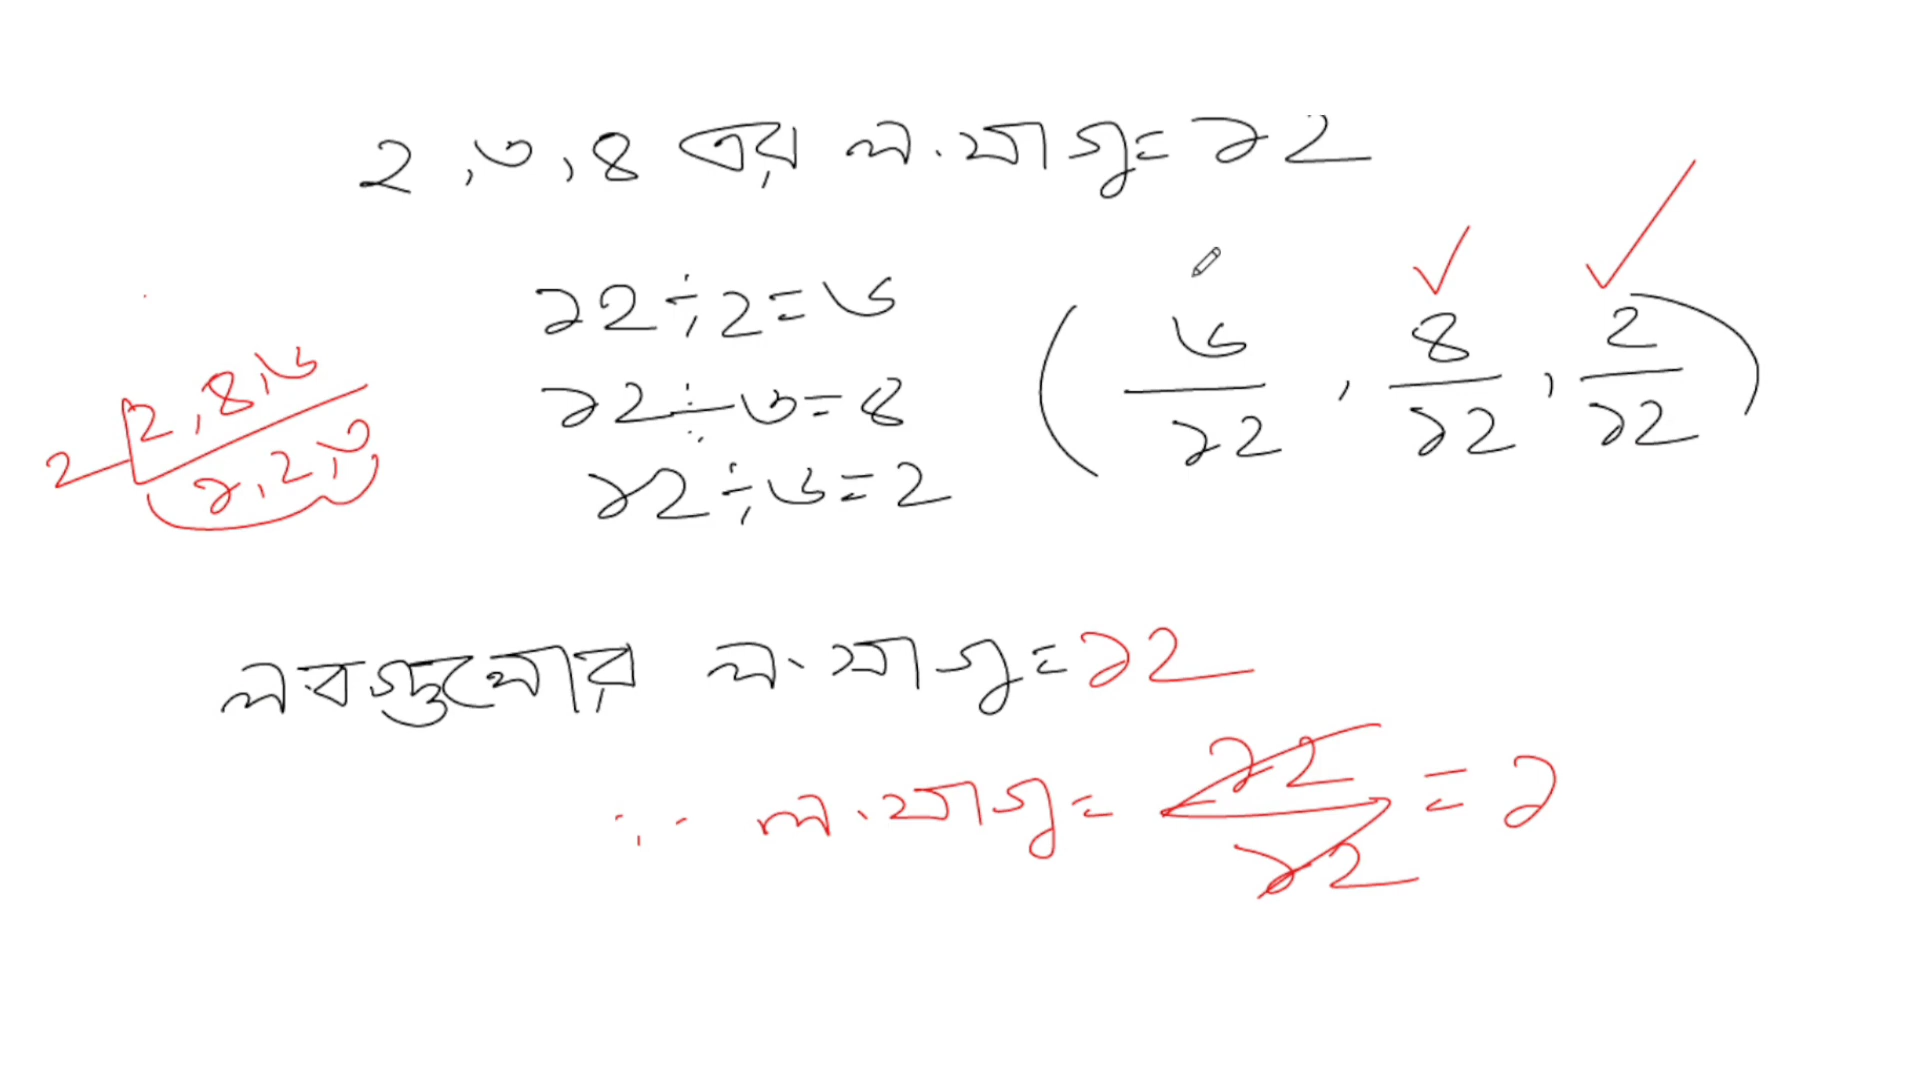 ২, ৩, ৪ এর ল.সাগু = ১২
১২ ÷ ২ = ৬
১২ ÷ ৩ = ৪
১২ ÷ ৬ = ২
( ৬/১২, ৪/১২, ২/১২ )
২ | ২, ৪, ৬
১, ২, ৩
লবগুলোর ল.সাগু = ১২
∴ ল.সাগু = ১২/১২ = ১